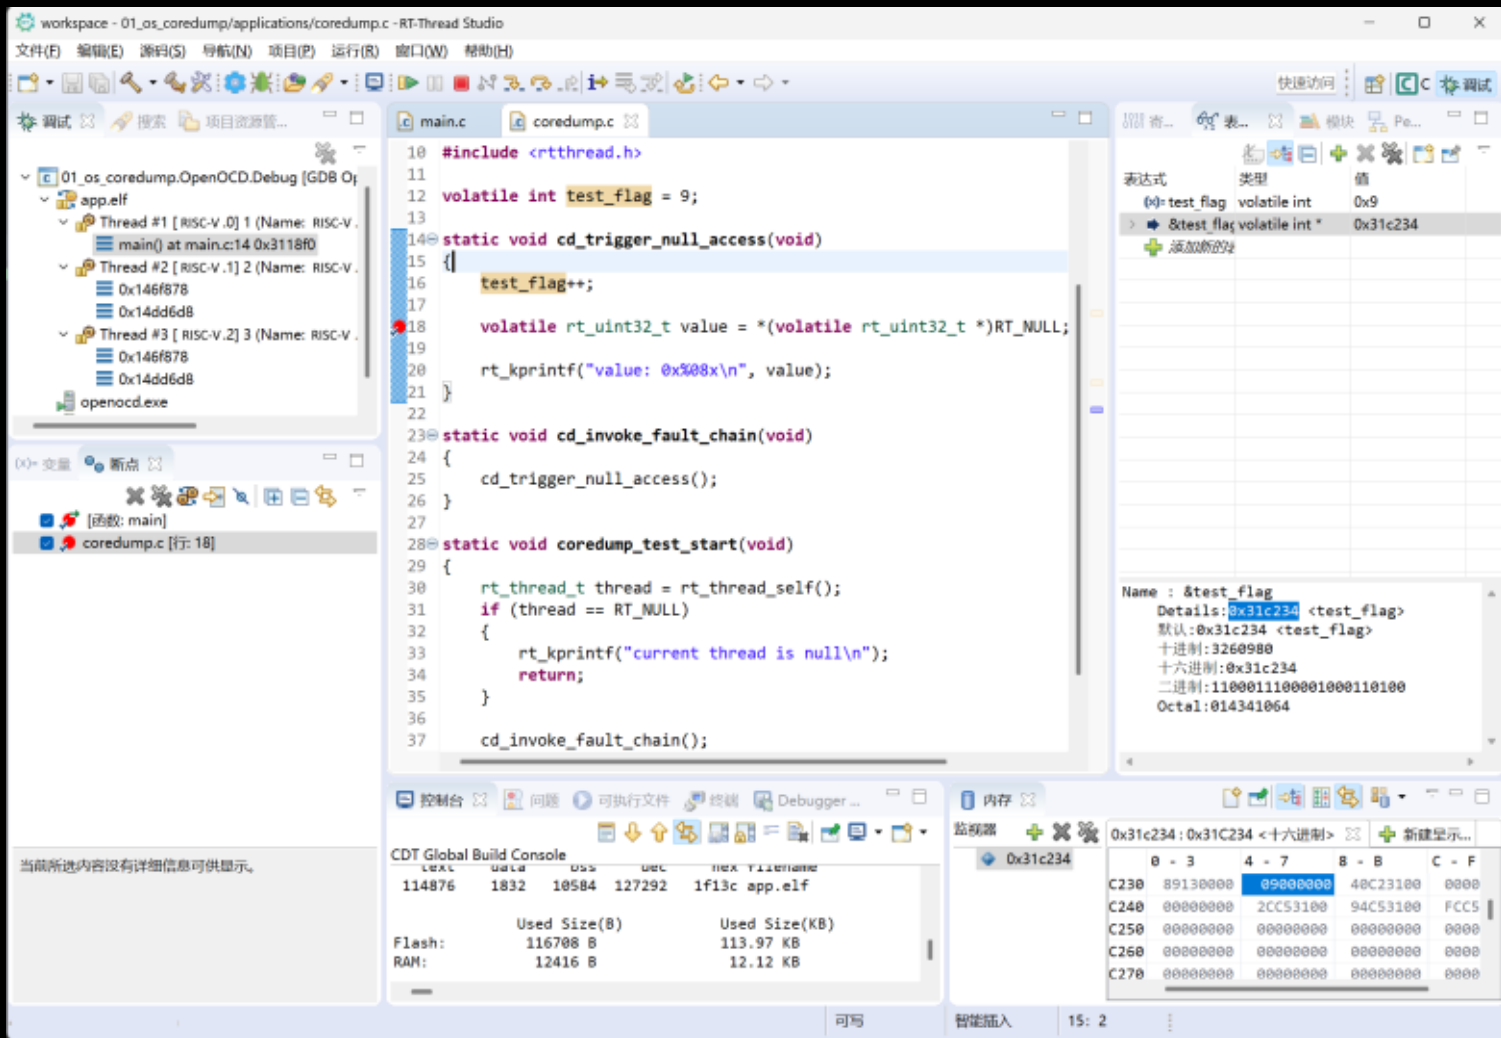 workspace - 01_os_coredump/applications/coredump.c - RT-Thread Studio
文件(F) 编辑(E) 源码(S) 导航(N) 项目(P) 运行(R) 窗口(W) 帮助(H)
快速访问 C 调试
调试 搜索 项目资源管...
01_os_coredump.OpenOCD.Debug [GDB Op
app.elf
Thread #1 [ RISC-V .0] 1 (Name: RISC-V .
main() at main.c:14 0x3118f0
Thread #2 [ RISC-V .1] 2 (Name: RISC-V .
0x146f878
0x14dd6d8
Thread #3 [ RISC-V .2] 3 (Name: RISC-V .
0x146f878
0x14dd6d8
openocd.exe
(x)= 变量 断点
[函数: main]
coredump.c [行: 18]
当前所选内容没有详细信息可供显示。
main.c coredump.c
10 #include <rtthread.h>
11
12 volatile int test_flag = 9;
13
14 static void cd_trigger_null_access(void)
15 {
16 test_flag++;
17
18 volatile rt_uint32_t value = *(volatile rt_uint32_t *)RT_NULL;
19
20 rt_kprintf("value: 0x%08x\n", value);
21 }
22
23 static void cd_invoke_fault_chain(void)
24 {
25 cd_trigger_null_access();
26 }
27
28 static void coredump_test_start(void)
29 {
30 rt_thread_t thread = rt_thread_self();
31 if (thread == RT_NULL)
32 {
33 rt_kprintf("current thread is null\n");
34 return;
35 }
36
37 cd_invoke_fault_chain();
寄... 表... 模块 Pe...
表达式 类型 值
(x)= test_flag volatile int 0x9
&test_flag volatile int * 0x31c234
添加新的
Name : &test_flag
Details:0x31c234 <test_flag>
默认:0x31c234 <test_flag>
十进制:3260980
十六进制:0x31c234
二进制:1100011100001000110100
Octal:014341064
控制台 问题 可执行文件 终端 Debugger ...
CDT Global Build Console
text data bss dec hex filename
114876 1832 10584 127292 1f13c app.elf
Used Size(B) Used Size(KB)
Flash: 116708 B 113.97 KB
RAM: 12416 B 12.12 KB
内存
监视器
0x31c234
0x31c234 : 0x31C234 <十六进制> 新建呈示...
0 - 3 4 - 7 8 - B C - F
C230 89130000 09000000 40C23100 0000
C240 00000000 2CC53100 94C53100 FCC5
C250 00000000 00000000 00000000 0000
C260 00000000 00000000 00000000 0000
C270 00000000 00000000 00000000 0000
可写 智能插入 15: 2